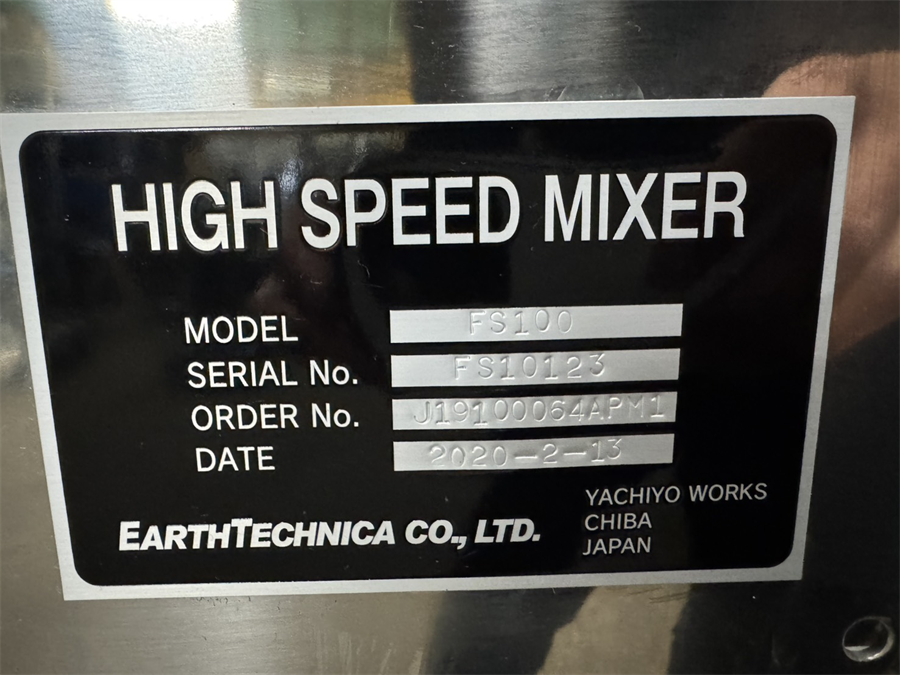 HIGH SPEED MIXER
MODEL FS100
SERIAL No. FS10123
ORDER No. J19100064APM1
DATE 2020-2-13
EARTHTECHNICA CO., LTD.
YACHIYO WORKS
CHIBA
JAPAN